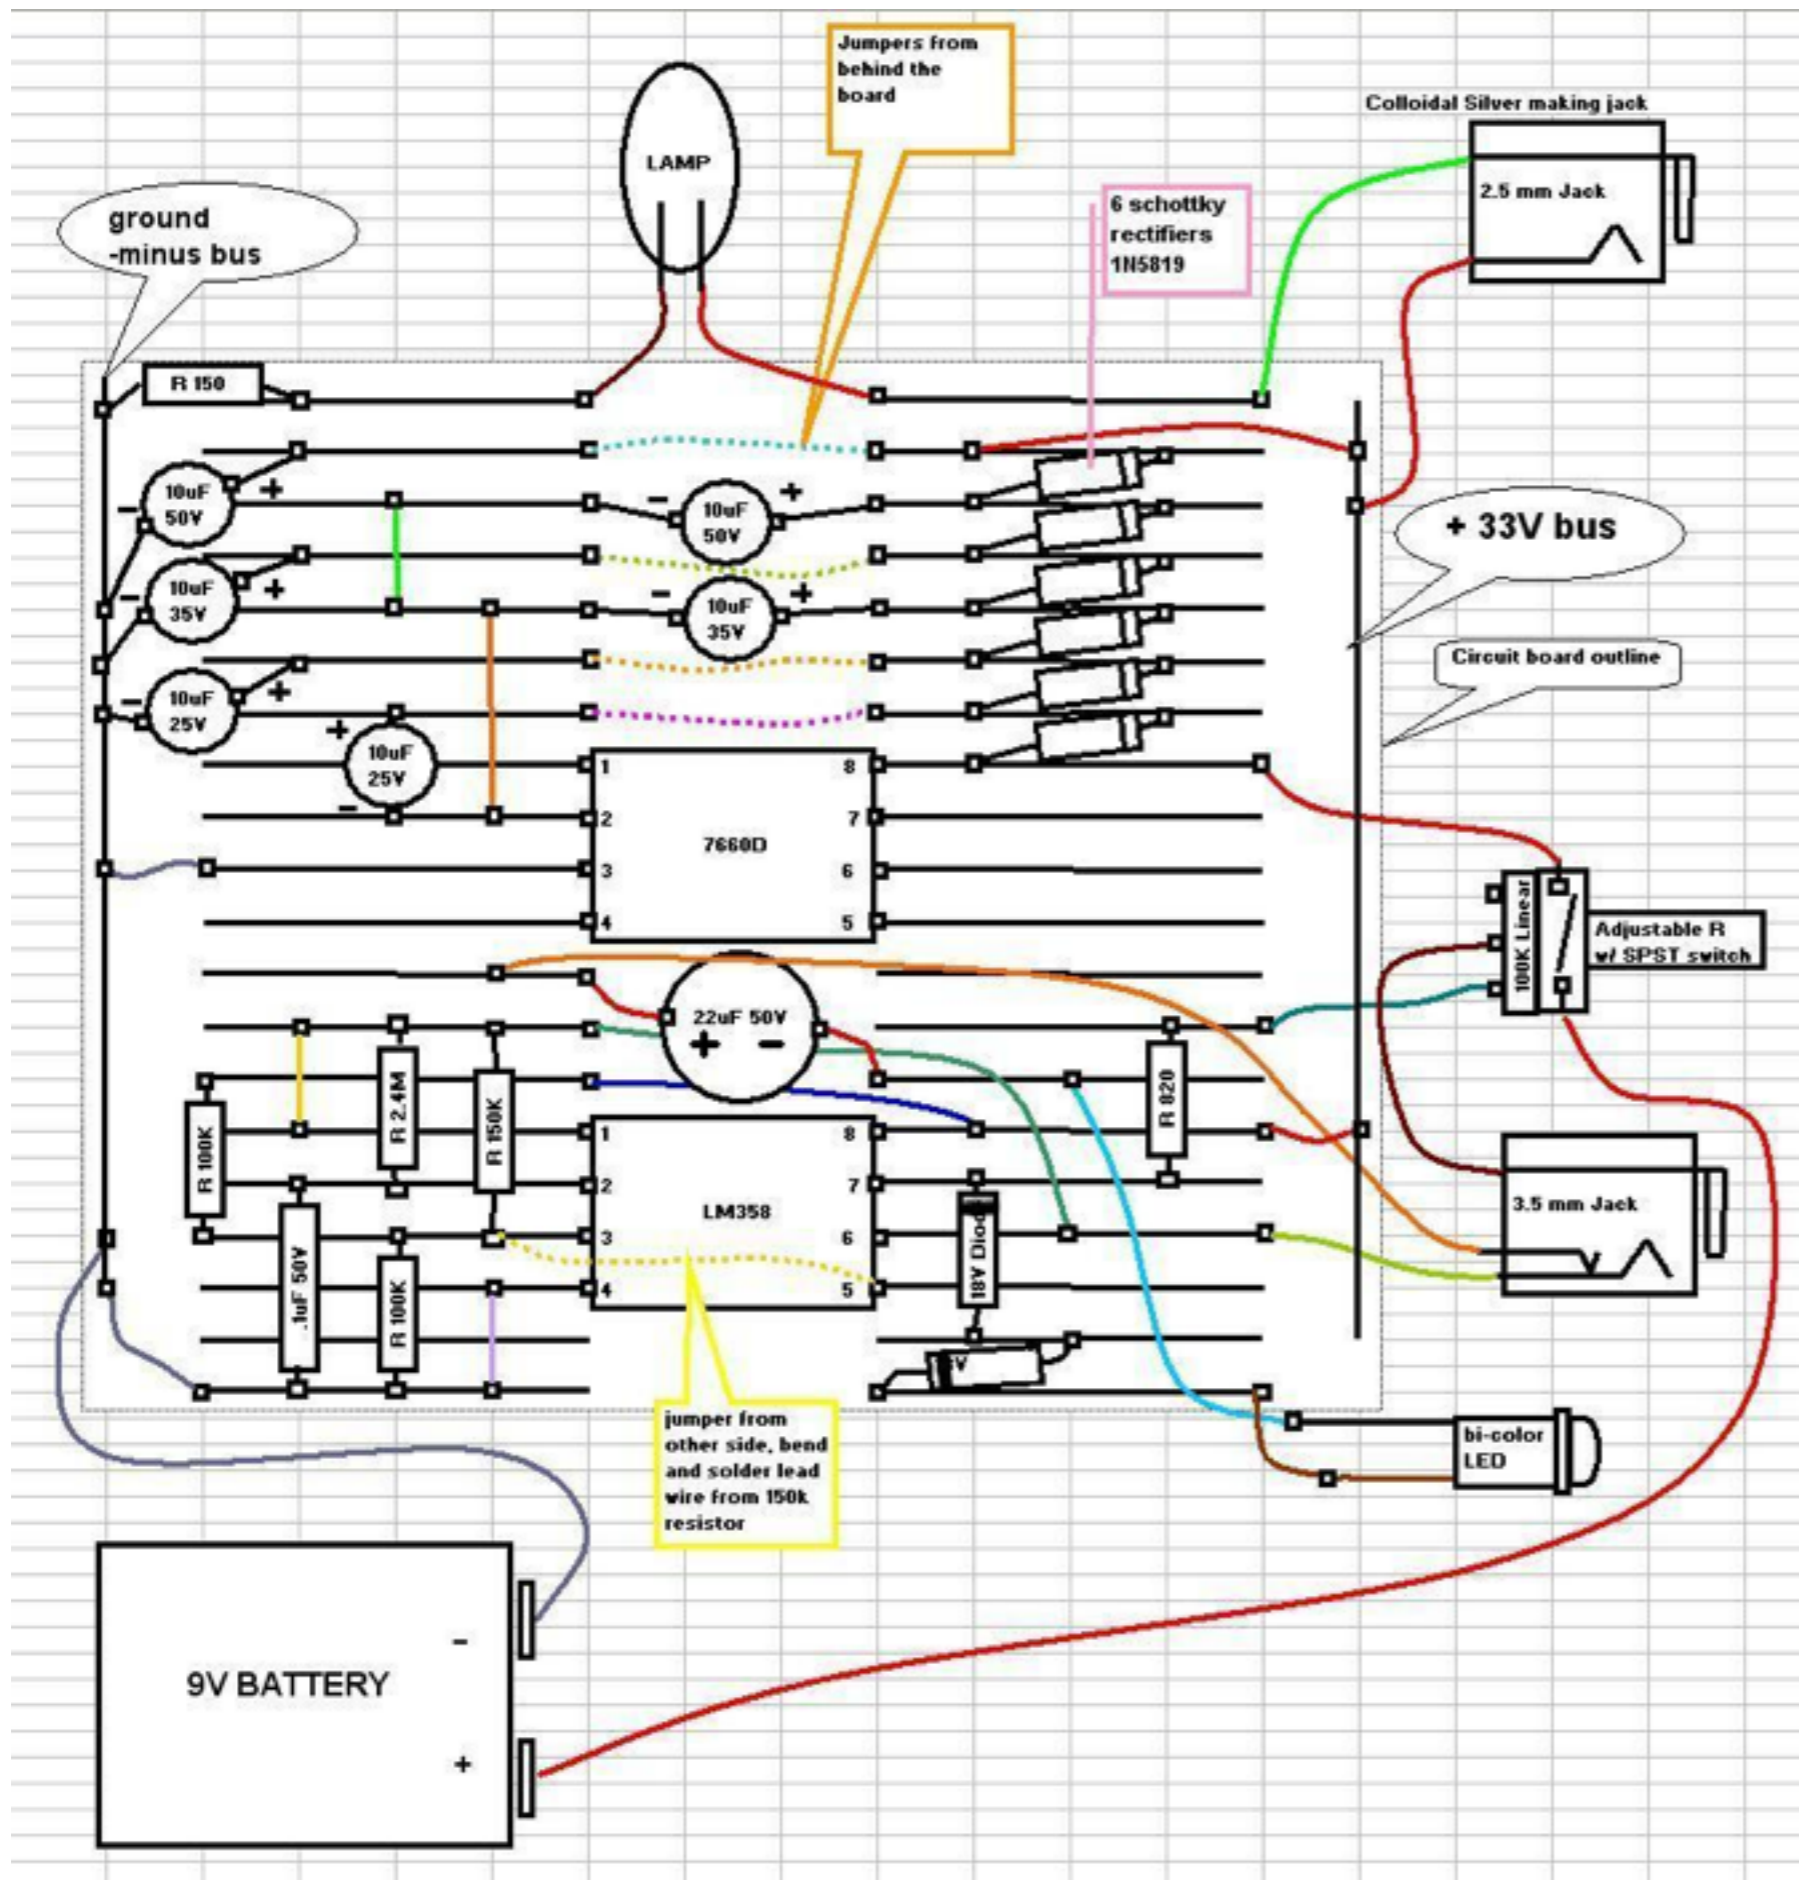 Jumpers from
behind the
board
Colloidal Silver making jack
LAMP
2.5 mm Jack
6 schottky
rectifiers
1N5819
ground
-minus bus
R 150
10uF
50V
+
-
10uF
50V
-
+
+ 33V bus
10uF
35V
-
+
10uF
35V
-
+
Circuit board outline
10uF
25V
-
+
10uF
25V
+
-
1
2
3
4
7660D
8
7
6
5
100K Linear
Adjustable R
w/ SPST switch
22uF 50V
+ -
R 100K
R 2.4M
R 150K
R 820
1
2
3
4
LM358
8
7
6
5
3.5 mm Jack
.1uF 50V
R 100K
18V
V
jumper from
other side, bend
and solder lead
wire from 150k
resistor
bi-color
LED
9V BATTERY
-
+